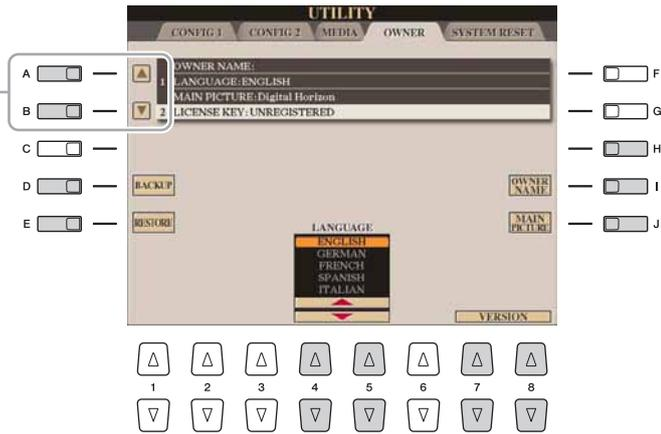 UTILITY
CONFIG 1 CONFIG 2 MEDIA OWNER SYSTEM RESET
OWNER NAME:
1 LANGUAGE:ENGLISH
MAIN PICTURE:Digital Horizon
2 LICENSE KEY: UNREGISTERED
A
B
C
D
E
F
G
H
I
J
BACKUP
OWNER NAME
RESTORE
MAIN PICTURE
LANGUAGE
ENGLISH
GERMAN
FRENCH
SPANISH
ITALIAN
VERSION
1 2 3 4 5 6 7 8